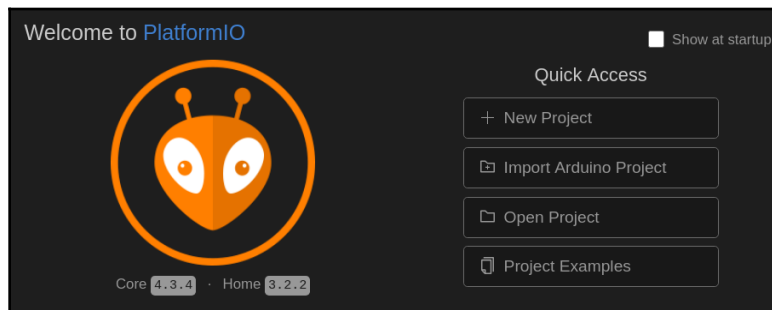 Welcome to PlatformIO
Show at startup
Quick Access
New Project
Import Arduino Project
Open Project
Project Examples
Core 4.3.4 · Home 3.2.2